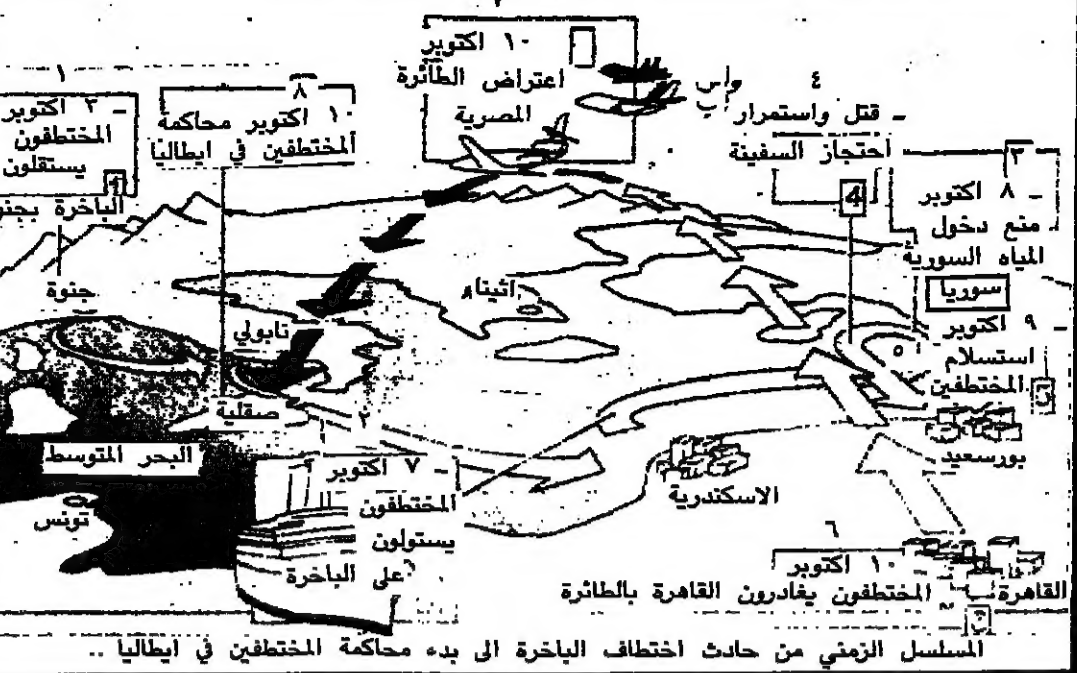 ١
- ٣ اكتوبر
المختطفون
يستقلون
الباخرة بجنو
٨
١٠ اكتوبر محاكمة
المختطفين في ايطاليا
١٠ اكتوبر
اعتراض الطائرة
المصرية
٤
- قتل واستمرار
احتجاز السفينة
4
٣
- ٨ اكتوبر
منع دخول
المياه السورية
سوريا
- ٩ اكتوبر
استسلام
المختطفين
٥
بورسعيد
جنوة
نابولي
اثينا
صقلية
٢
البحر المتوسط
تونس
- ٧ اكتوبر
المختطفون
يستولون
على الباخرة
الاسكندرية
٦
١٠ اكتوبر
المختطفون يغادرون القاهرة بالطائرة
القاهرة
المسلسل الزمني من حادث اختطاف الباخرة الى بدء محاكمة المختطفين في ايطاليا ..